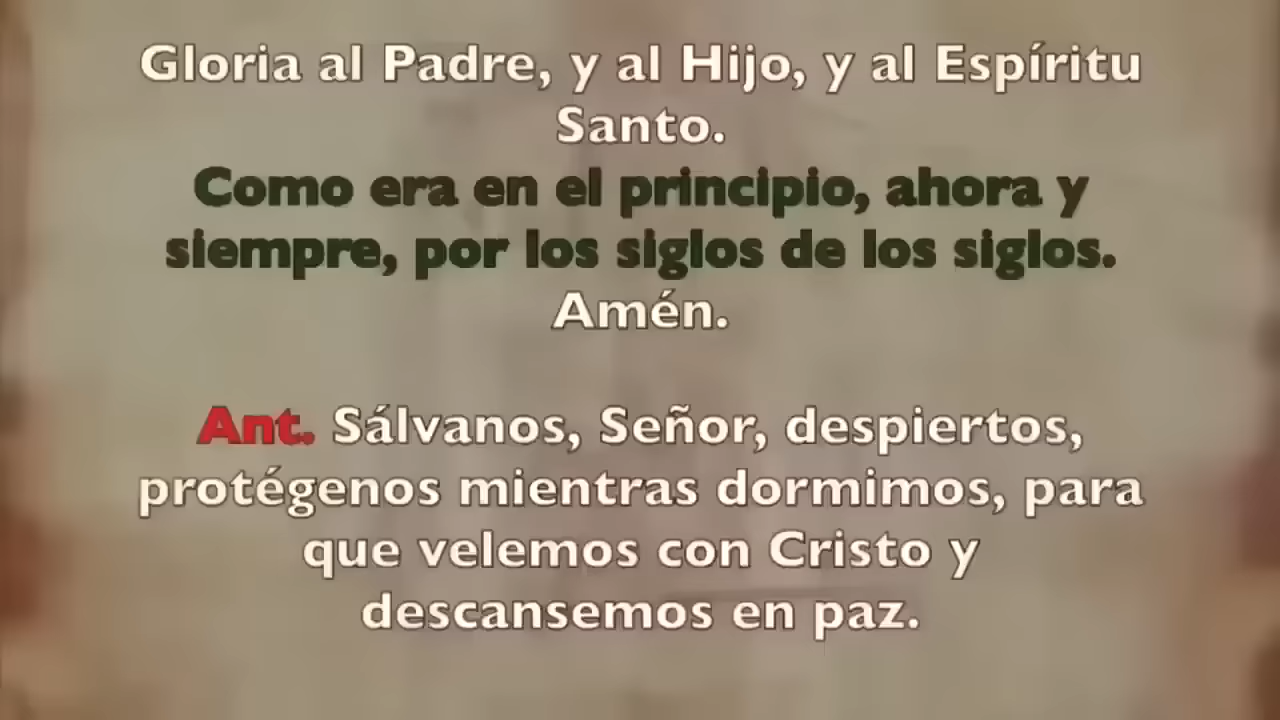 Gloria al Padre, y al Hijo, y al Espíritu
Santo.
Como era en el principio, ahora y
siempre, por los siglos de los siglos.
Amén.
Ant. Sálvanos, Señor, despiertos,
protégenos mientras dormimos, para
que velemos con Cristo y
descansemos en paz.